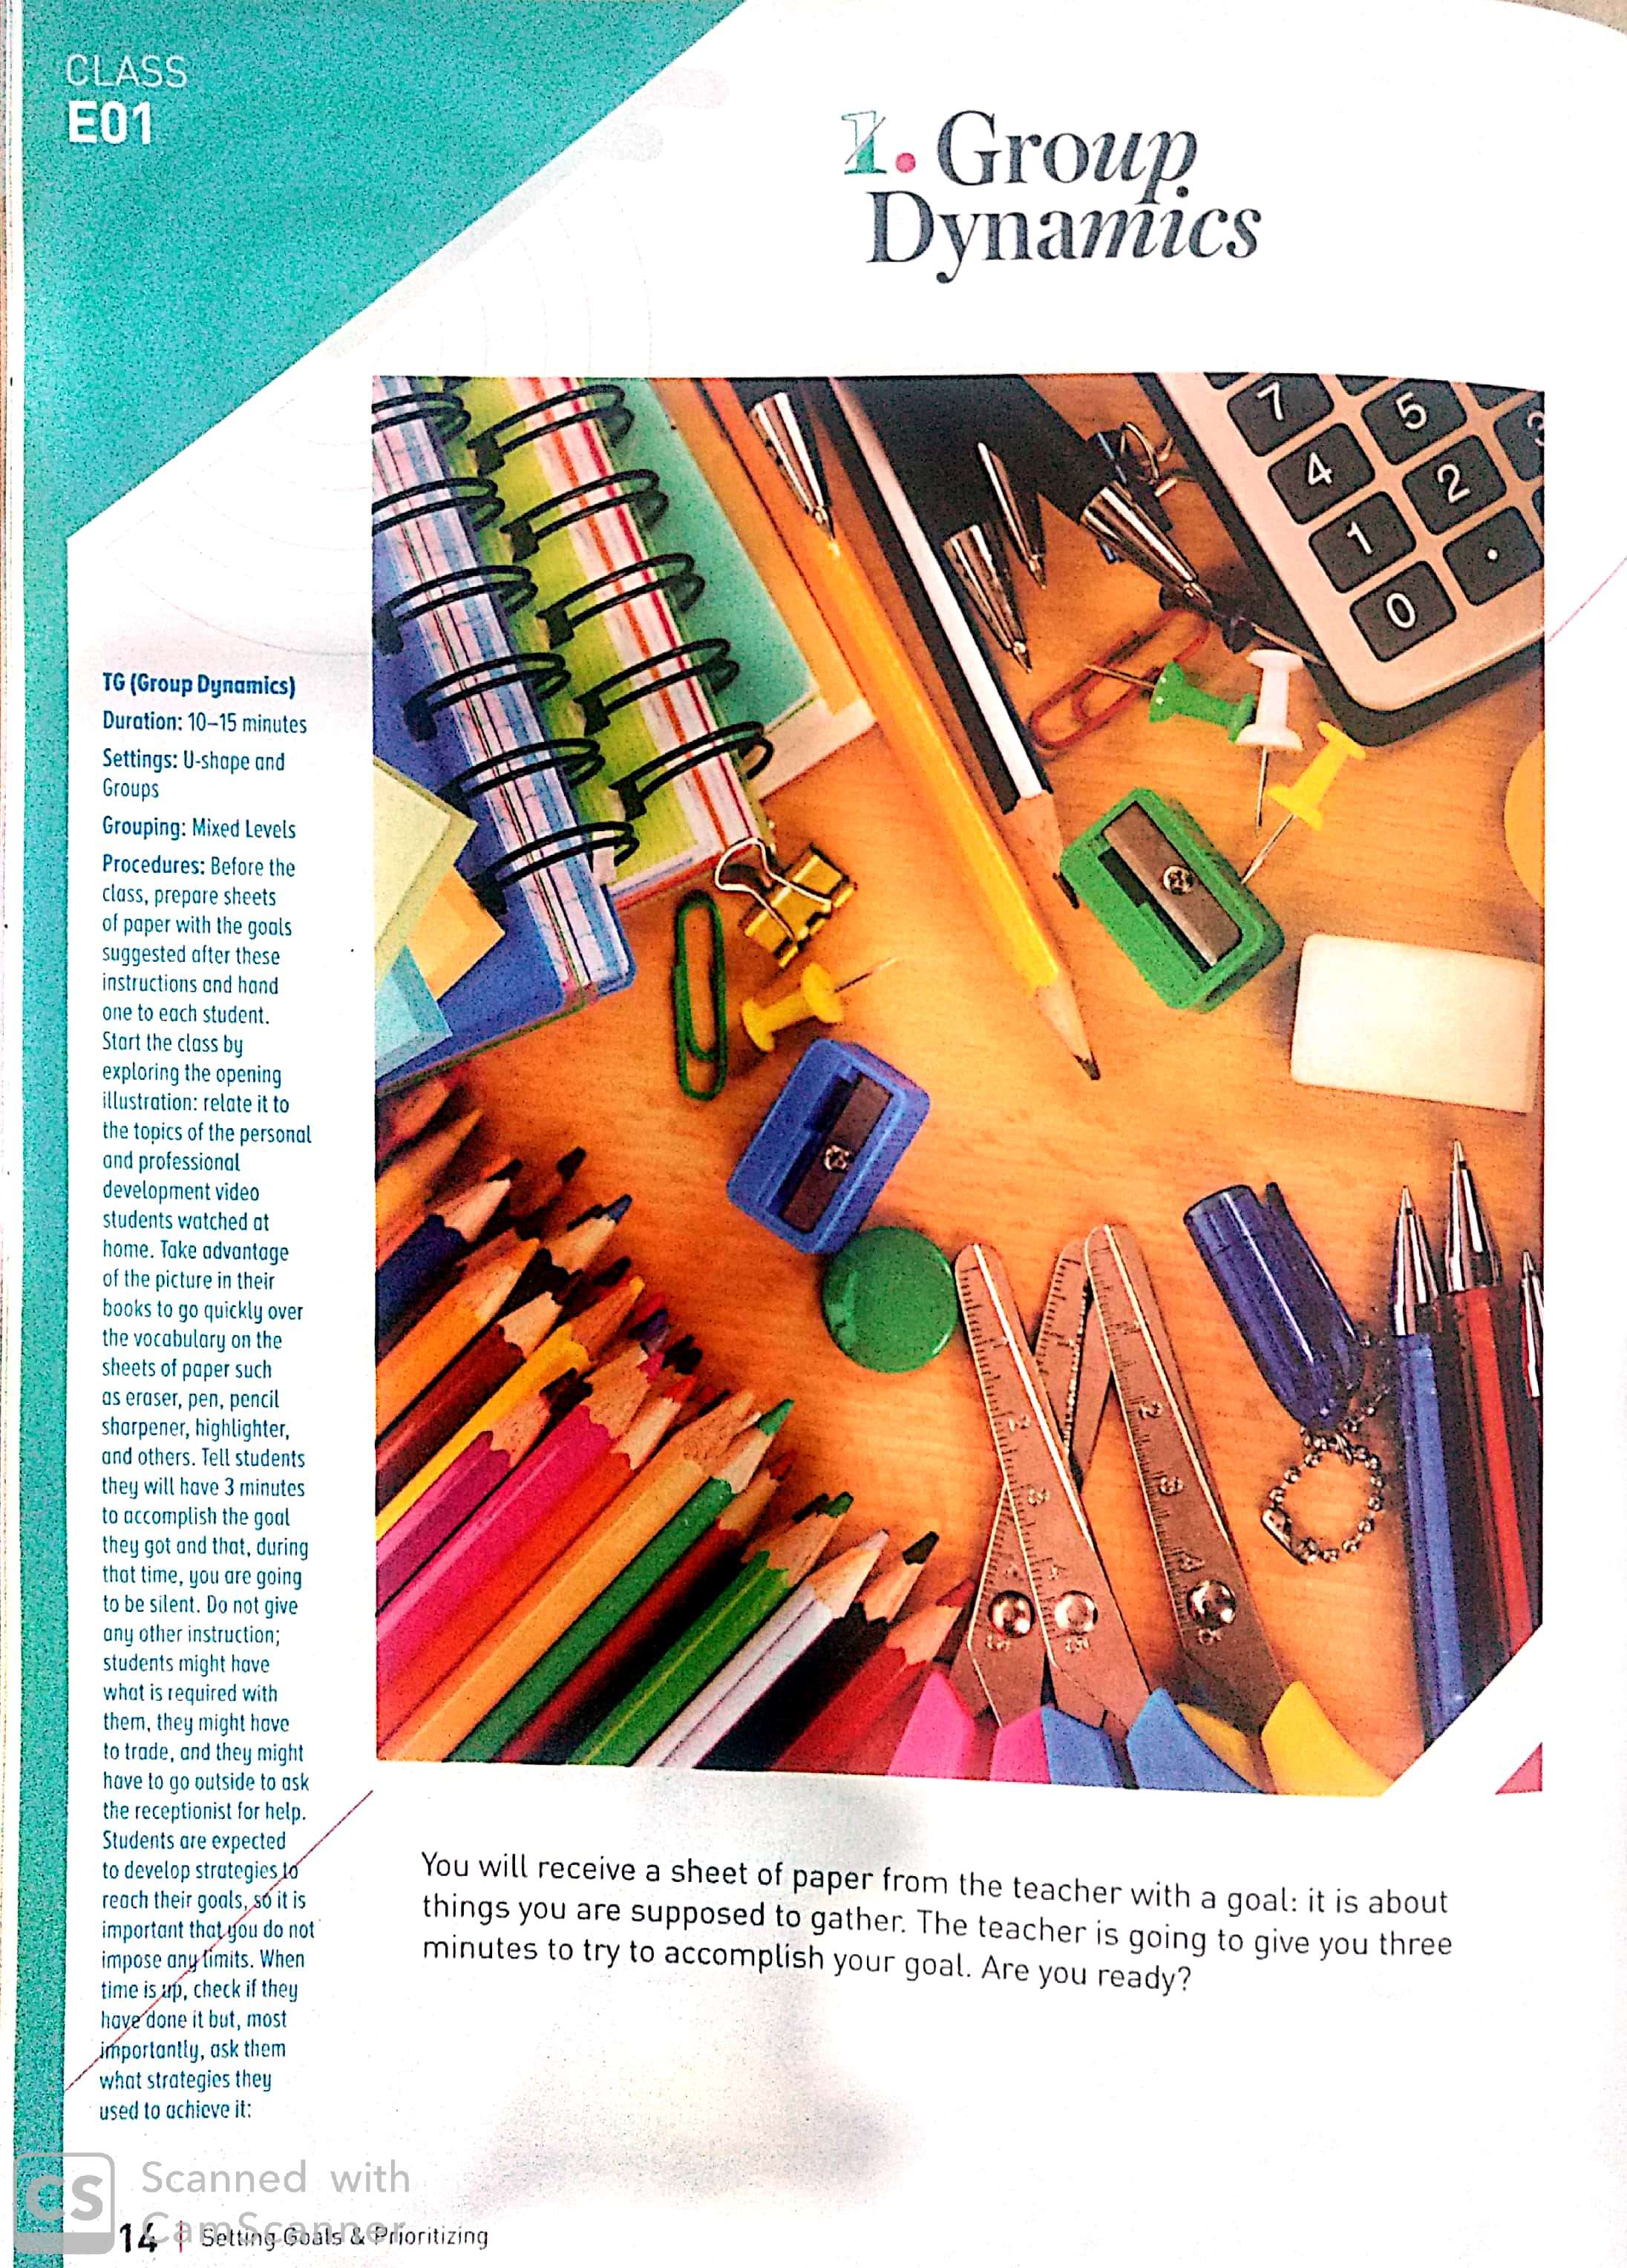 CLASS
E01
1. Group
Dynamics
TG (Group Dynamics)
Duration: 10–15 minutes
Settings: U-shape and
Groups
Grouping: Mixed Levels
Procedures: Before the
class, prepare sheets
of paper with the goals
suggested after these
instructions and hand
one to each student.
Start the class by
exploring the opening
illustration: relate it to
the topics of the personal
and professional
development video
students watched at
home. Take advantage
of the picture in their
books to go quickly over
the vocabulary on the
sheets of paper such
as eraser, pen, pencil
sharpener, highlighter,
and others. Tell students
they will have 3 minutes
to accomplish the goal
they got and that, during
that time, you are going
to be silent. Do not give
any other instruction;
students might have
what is required with
them, they might have
to trade, and they might
have to go outside to ask
the receptionist for help.
Students are expected
to develop strategies to
reach their goals, so it is
important that you do not
impose any limits. When
time is up, check if they
have done it but, most
importantly, ask them
what strategies they
used to achieve it:
7
5
3
4
2
1
.
0
You will receive a sheet of paper from the teacher with a goal: it is about
things you are supposed to gather. The teacher is going to give you three
minutes to try to accomplish your goal. Are you ready?
CS
Scanned with
CamScanner
14 | Setting Goals & Prioritizing